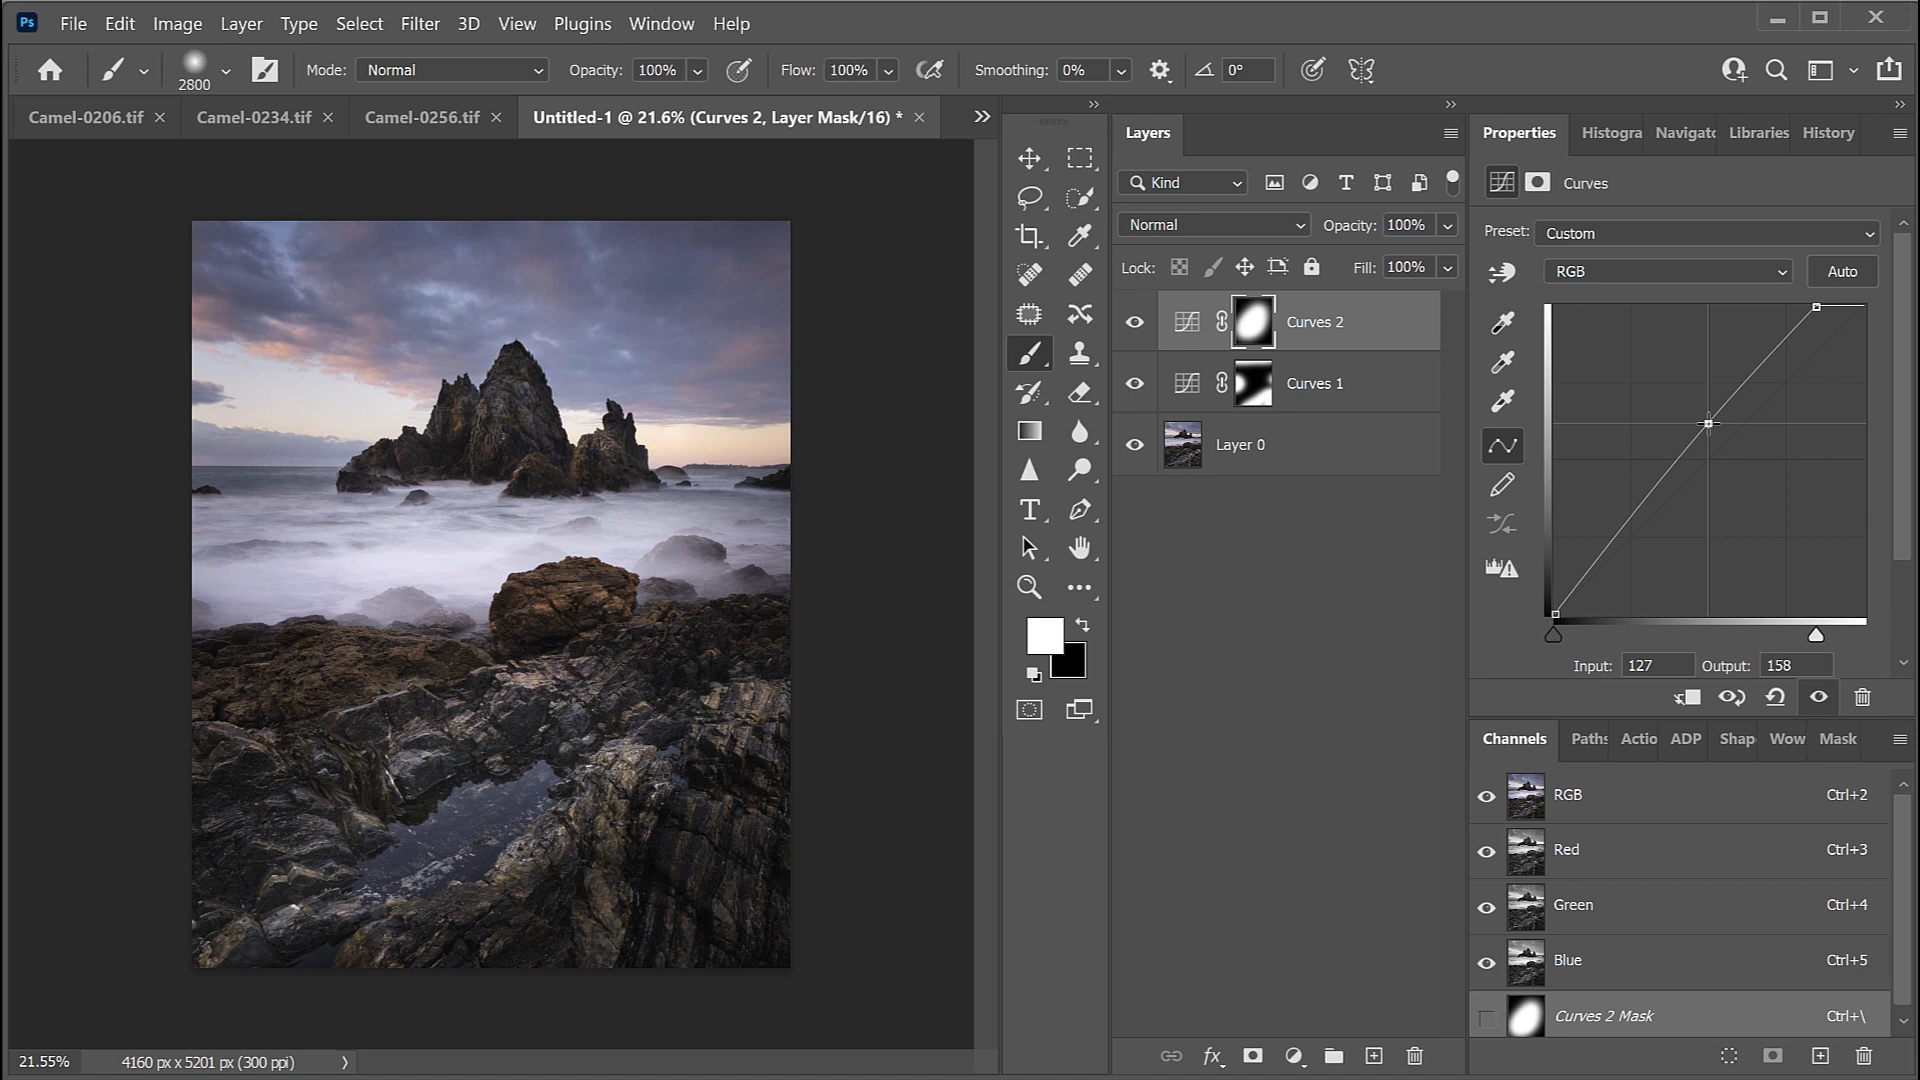 Ps File Edit Image Layer Type Select Filter 3D View Plugins Window Help
2800 Mode: Normal Opacity: 100% Flow: 100% Smoothing: 0% 0°
Camel-0206.tif Camel-0234.tif Camel-0256.tif Untitled-1 @ 21.6% (Curves 2, Layer Mask/16) *
Layers
Kind
Normal Opacity: 100%
Lock: Fill: 100%
Curves 2
Curves 1
Layer 0
Properties Histogra Navigato Libraries History
Curves
Preset: Custom
RGB Auto
Input: 127 Output: 158
Channels Paths Actio ADP Shap Wow Mask
RGB Ctrl+2
Red Ctrl+3
Green Ctrl+4
Blue Ctrl+5
Curves 2 Mask Ctrl+\
fx
21.55% 4160 px x 5201 px (300 ppi)